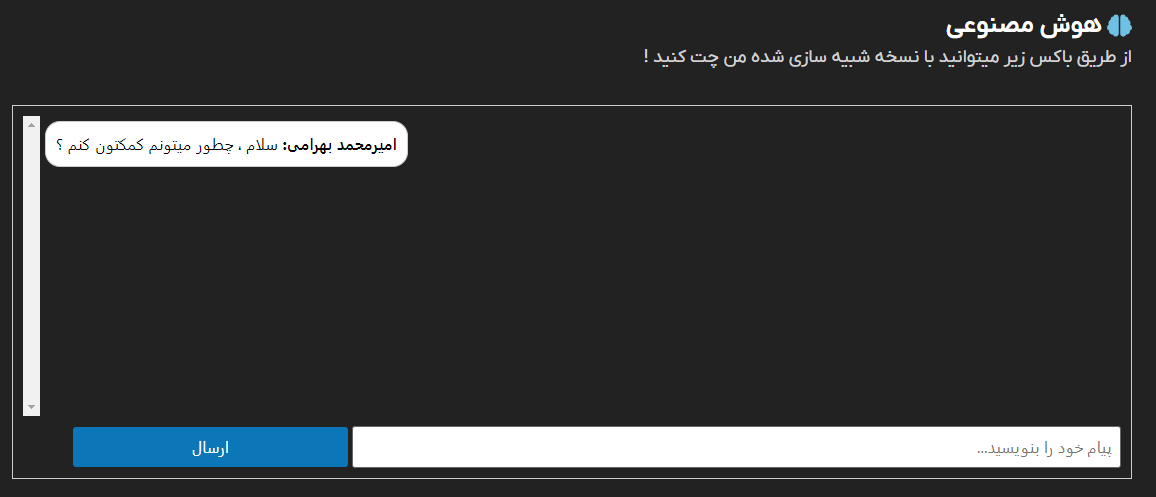 هوش مصنوعی
از طریق باکس زیر میتوانید با نسخه شبیه سازی شده من چت کنید !
امیرمحمد بهرامی: سلام ، چطور میتونم کمکتون کنم ؟
پیام خود را بنویسید...
ارسال